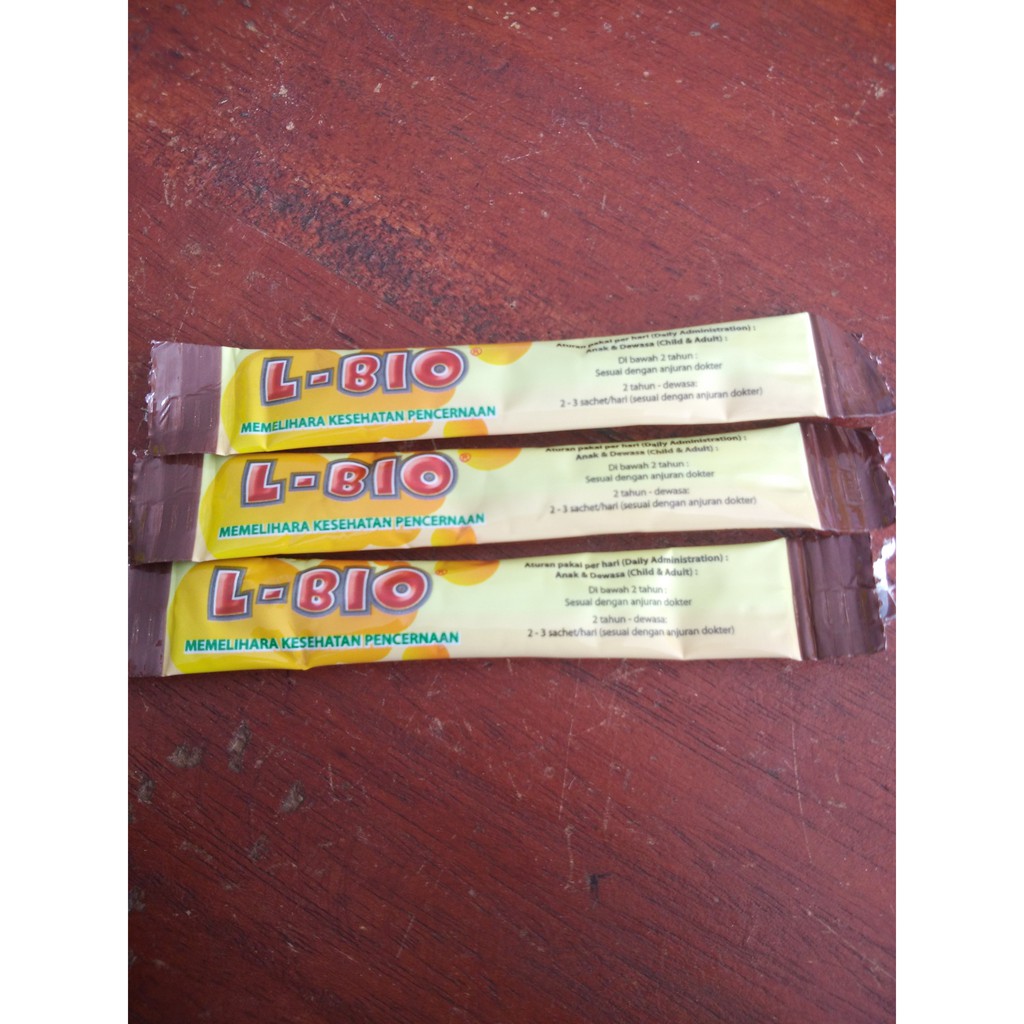 L-BIO®
MEMELIHARA KESEHATAN PENCERNAAN
Aturan pakai per hari (Daily Administration) :
Anak & Dewasa (Child & Adult) :
Di bawah 2 tahun :
Sesuai dengan anjuran dokter
2 tahun - dewasa:
2 - 3 sachet/hari (sesuai dengan anjuran dokter)
L-BIO®
MEMELIHARA KESEHATAN PENCERNAAN
Aturan pakai per hari (Daily Administration) :
Anak & Dewasa (Child & Adult) :
Di bawah 2 tahun :
Sesuai dengan anjuran dokter
2 tahun - dewasa:
2 - 3 sachet/hari (sesuai dengan anjuran dokter)
L-BIO®
MEMELIHARA KESEHATAN PENCERNAAN
Aturan pakai per hari (Daily Administration) :
Anak & Dewasa (Child & Adult) :
Di bawah 2 tahun :
Sesuai dengan anjuran dokter
2 tahun - dewasa:
2 - 3 sachet/hari (sesuai dengan anjuran dokter)